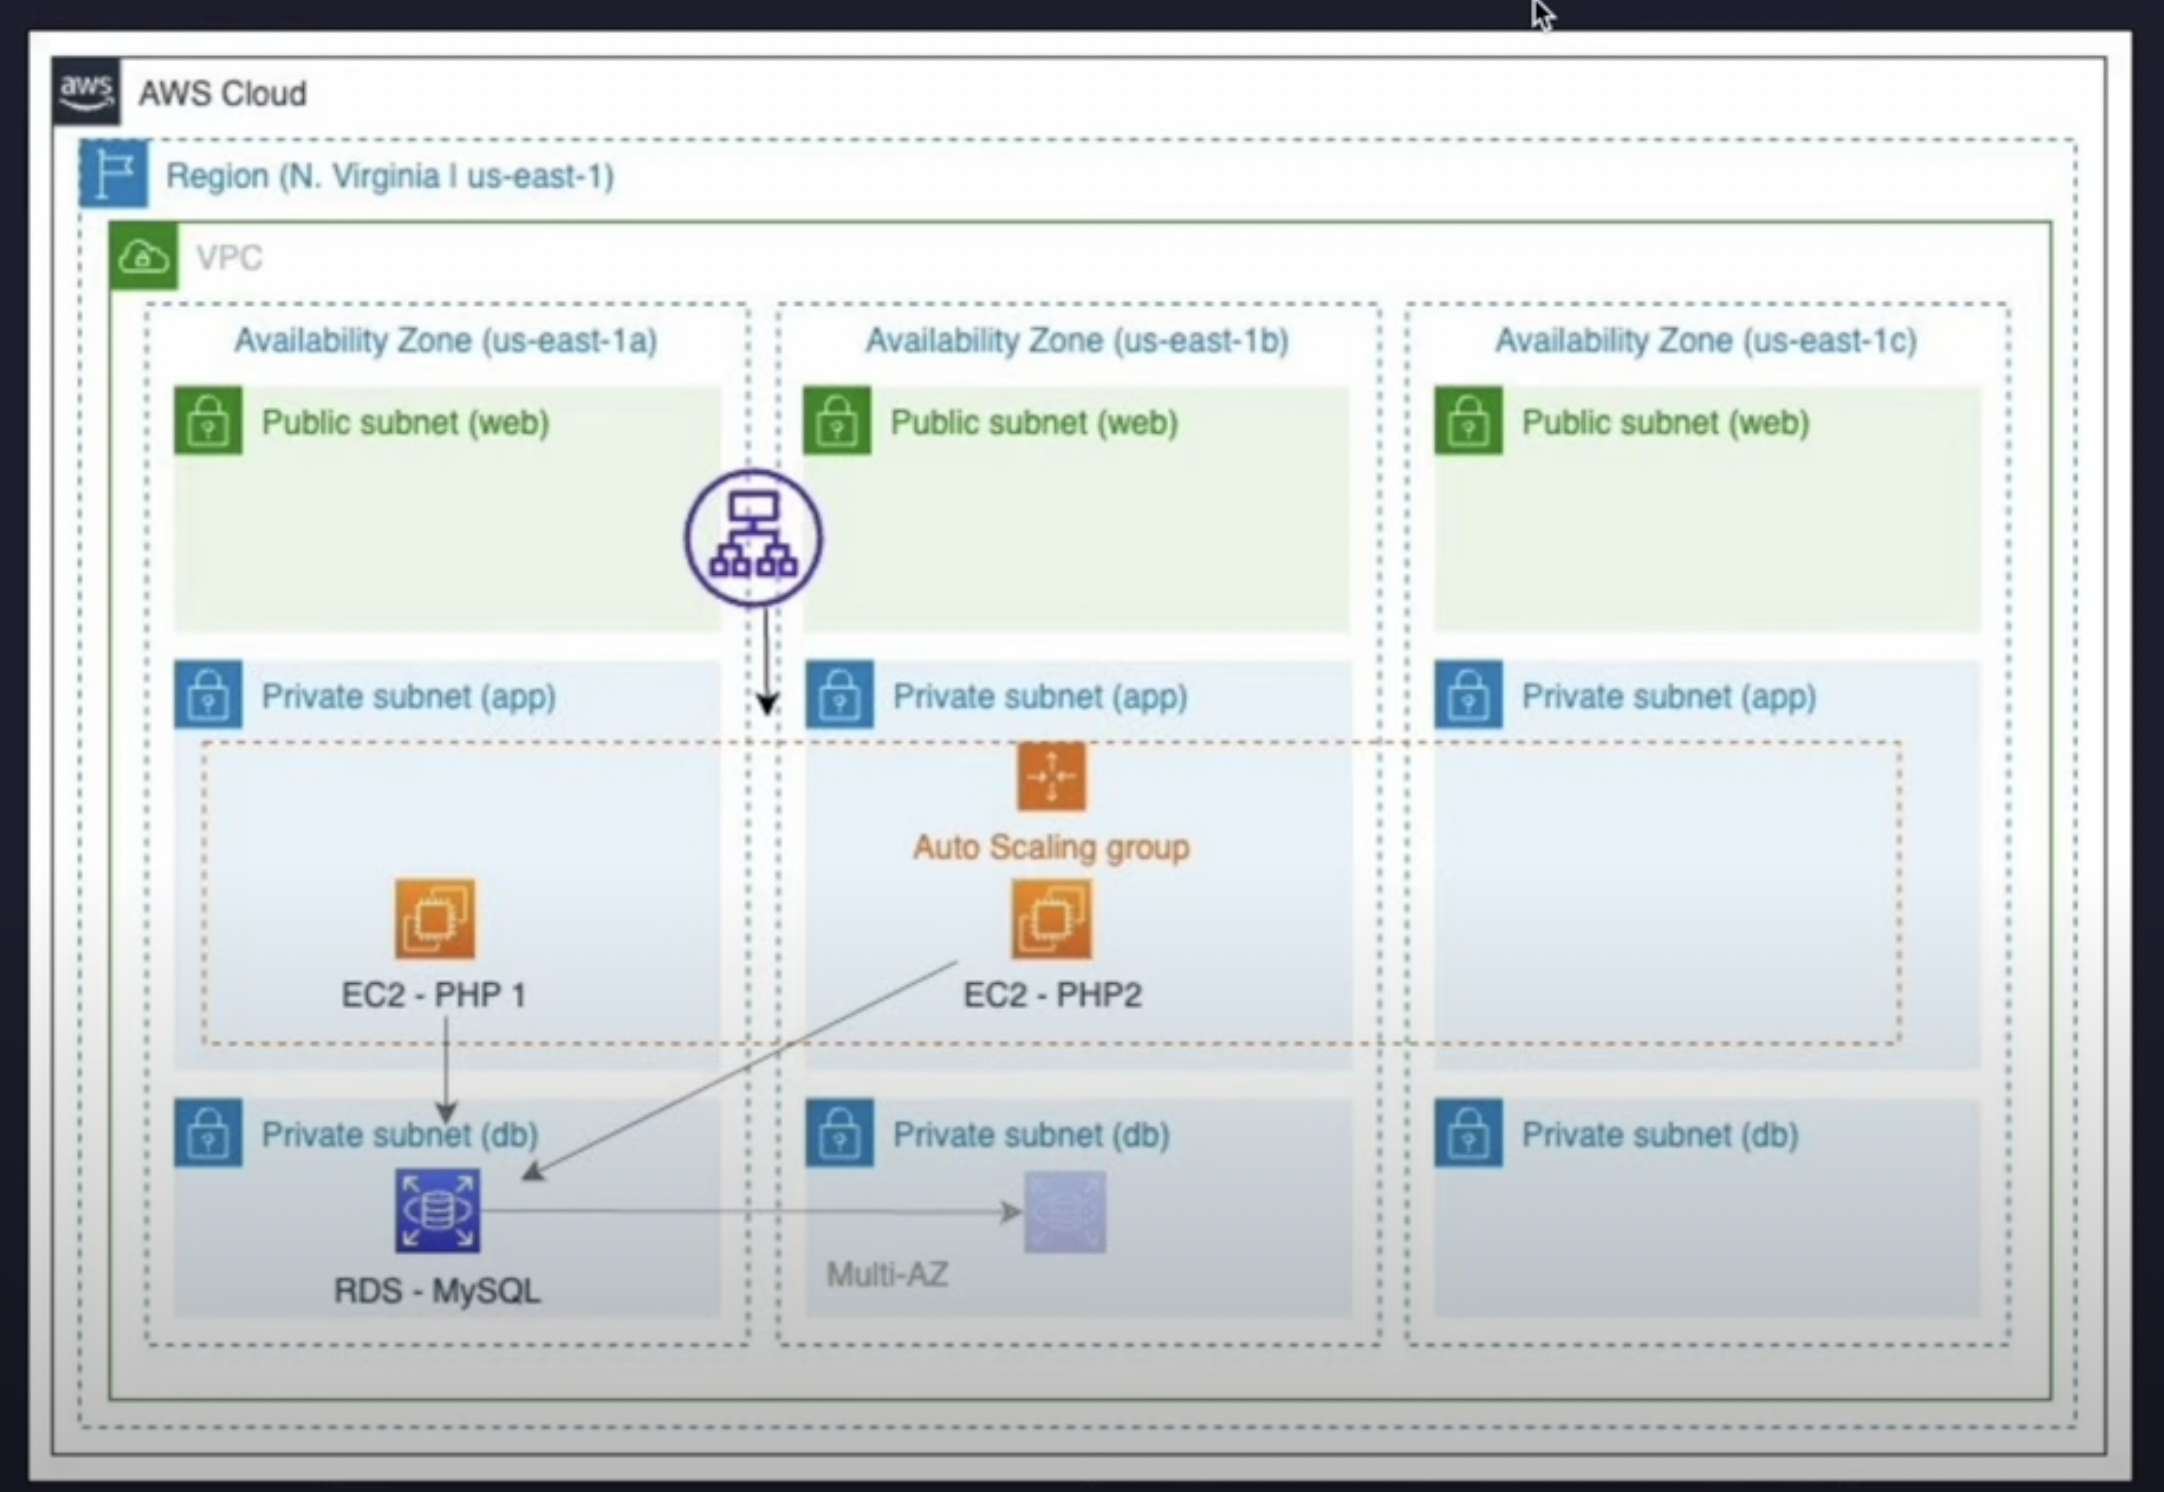 aws
AWS Cloud
Region (N. Virginia | us-east-1)
VPC
Availability Zone (us-east-1a)
Availability Zone (us-east-1b)
Availability Zone (us-east-1c)
Public subnet (web)
Public subnet (web)
Public subnet (web)
Private subnet (app)
Private subnet (app)
Private subnet (app)
Auto Scaling group
EC2 - PHP 1
EC2 - PHP2
Private subnet (db)
Private subnet (db)
Private subnet (db)
Multi-AZ
RDS - MySQL